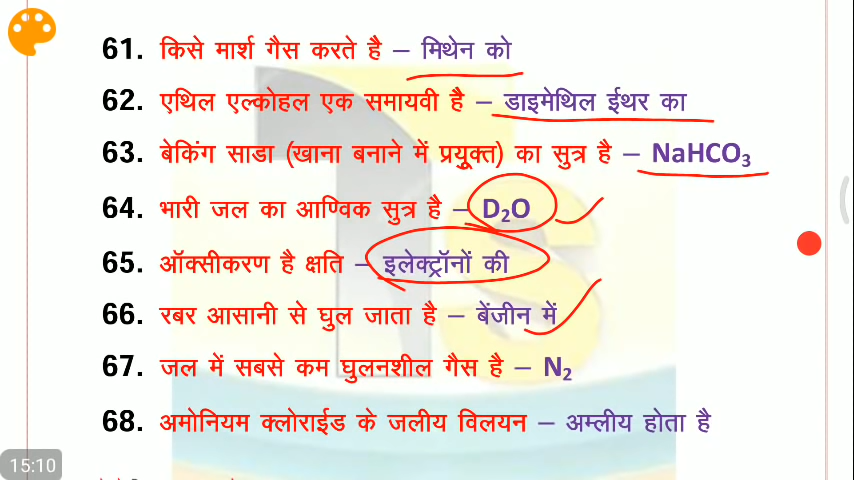 61. किसे मार्श गैस करते है – मिथेन को
62. एथिल एल्कोहल एक समायवी है – डाइमेथिल ईथर का
63. बेकिंग साडा (खाना बनाने में प्रयुक्त) का सुत्र है – NaHCO₃
64. भारी जल का आण्विक सुत्र है – D₂O
65. ऑक्सीकरण है क्षति – इलेक्ट्रॉनों की
66. रबर आसानी से घुल जाता है – बेंजीन में
67. जल में सबसे कम घुलनशील गैस है – N₂
68. अमोनियम क्लोराईड के जलीय विलयन – अम्लीय होता है
15:10